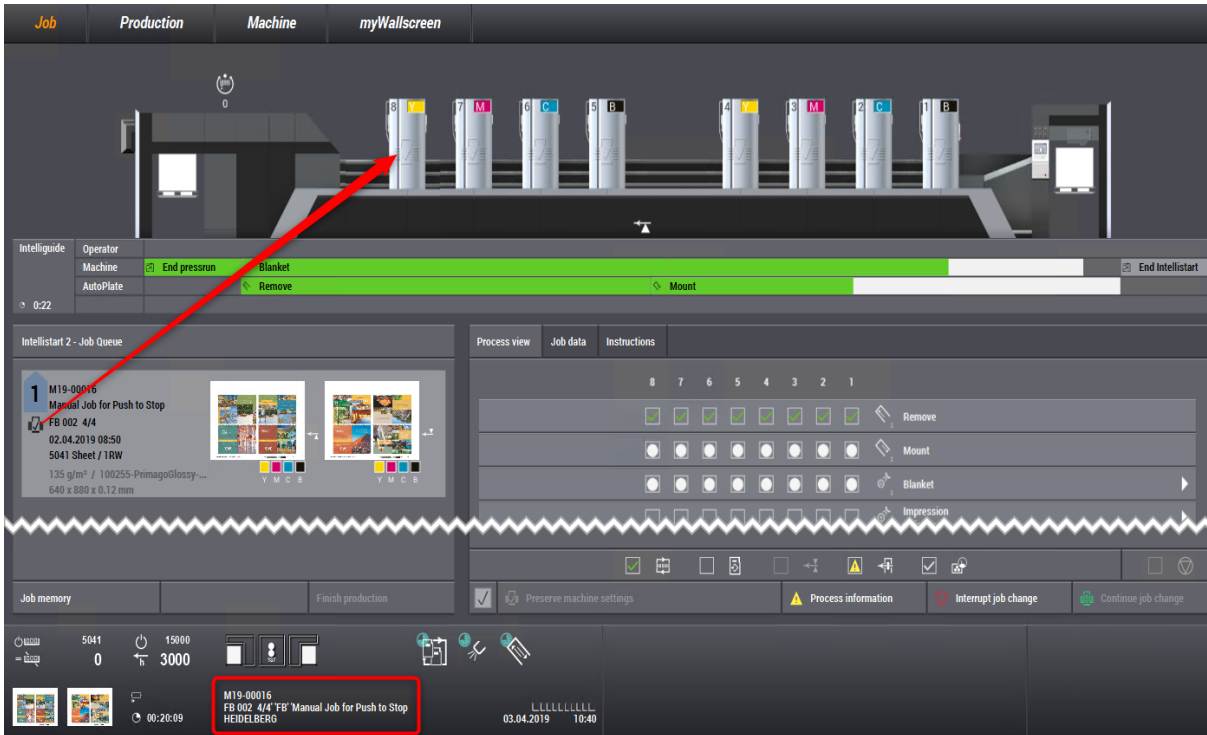 Job Production Machine myWallscreen
0
8 Y 7 M 6 C 5 B 4 Y 3 M 2 C 1 B
Intelliguide Operator
Machine End pressrun Blanket End Intellistart
AutoPlate Remove Mount
0:22
Intellistart 2 - Job Queue
1
M19-00016
Manual Job for Push to Stop
FB 002 4/4
02.04.2019 08:50
5041 Sheet / 1RW
135 g/m² / 100255-PrimagoGlossy-...
640 x 880 x 0.12 mm
Y M C B Y M C B
Process view Job data Instructions
8 7 6 5 4 3 2 1
Remove
Mount
Blanket
Impression
Job memory Finish production
Preserve machine settings Process information Interrupt job change Continue job change
5041 15000
= 0 h 3000
M19-00016
FB 002 4/4'FB'Manual Job for Push to Stop
HEIDELBERG
00:20:09
LLLLLLLLLL
03.04.2019 10:40